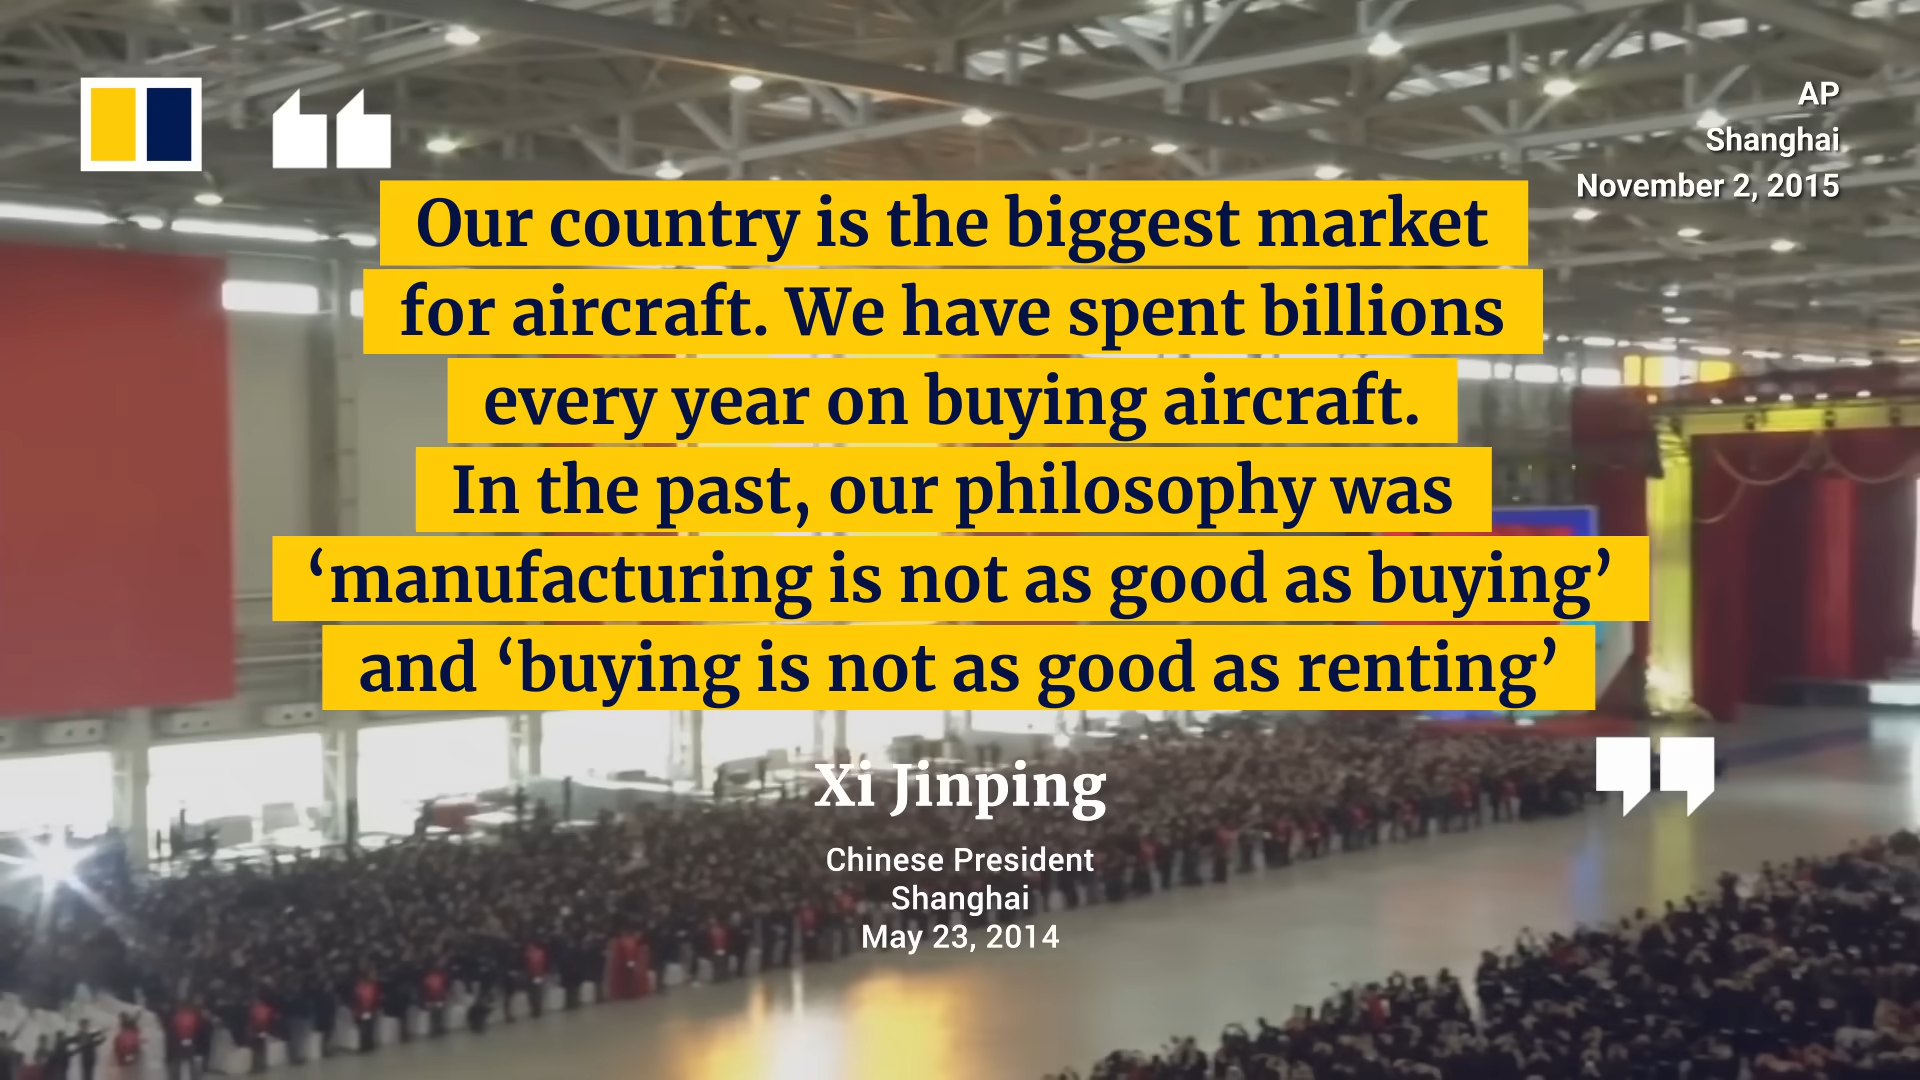 AP
Shanghai
November 2, 2015
Our country is the biggest market
for aircraft. We have spent billions
every year on buying aircraft.
In the past, our philosophy was
‘manufacturing is not as good as buying’
and ‘buying is not as good as renting’
Xi Jinping
Chinese President
Shanghai
May 23, 2014